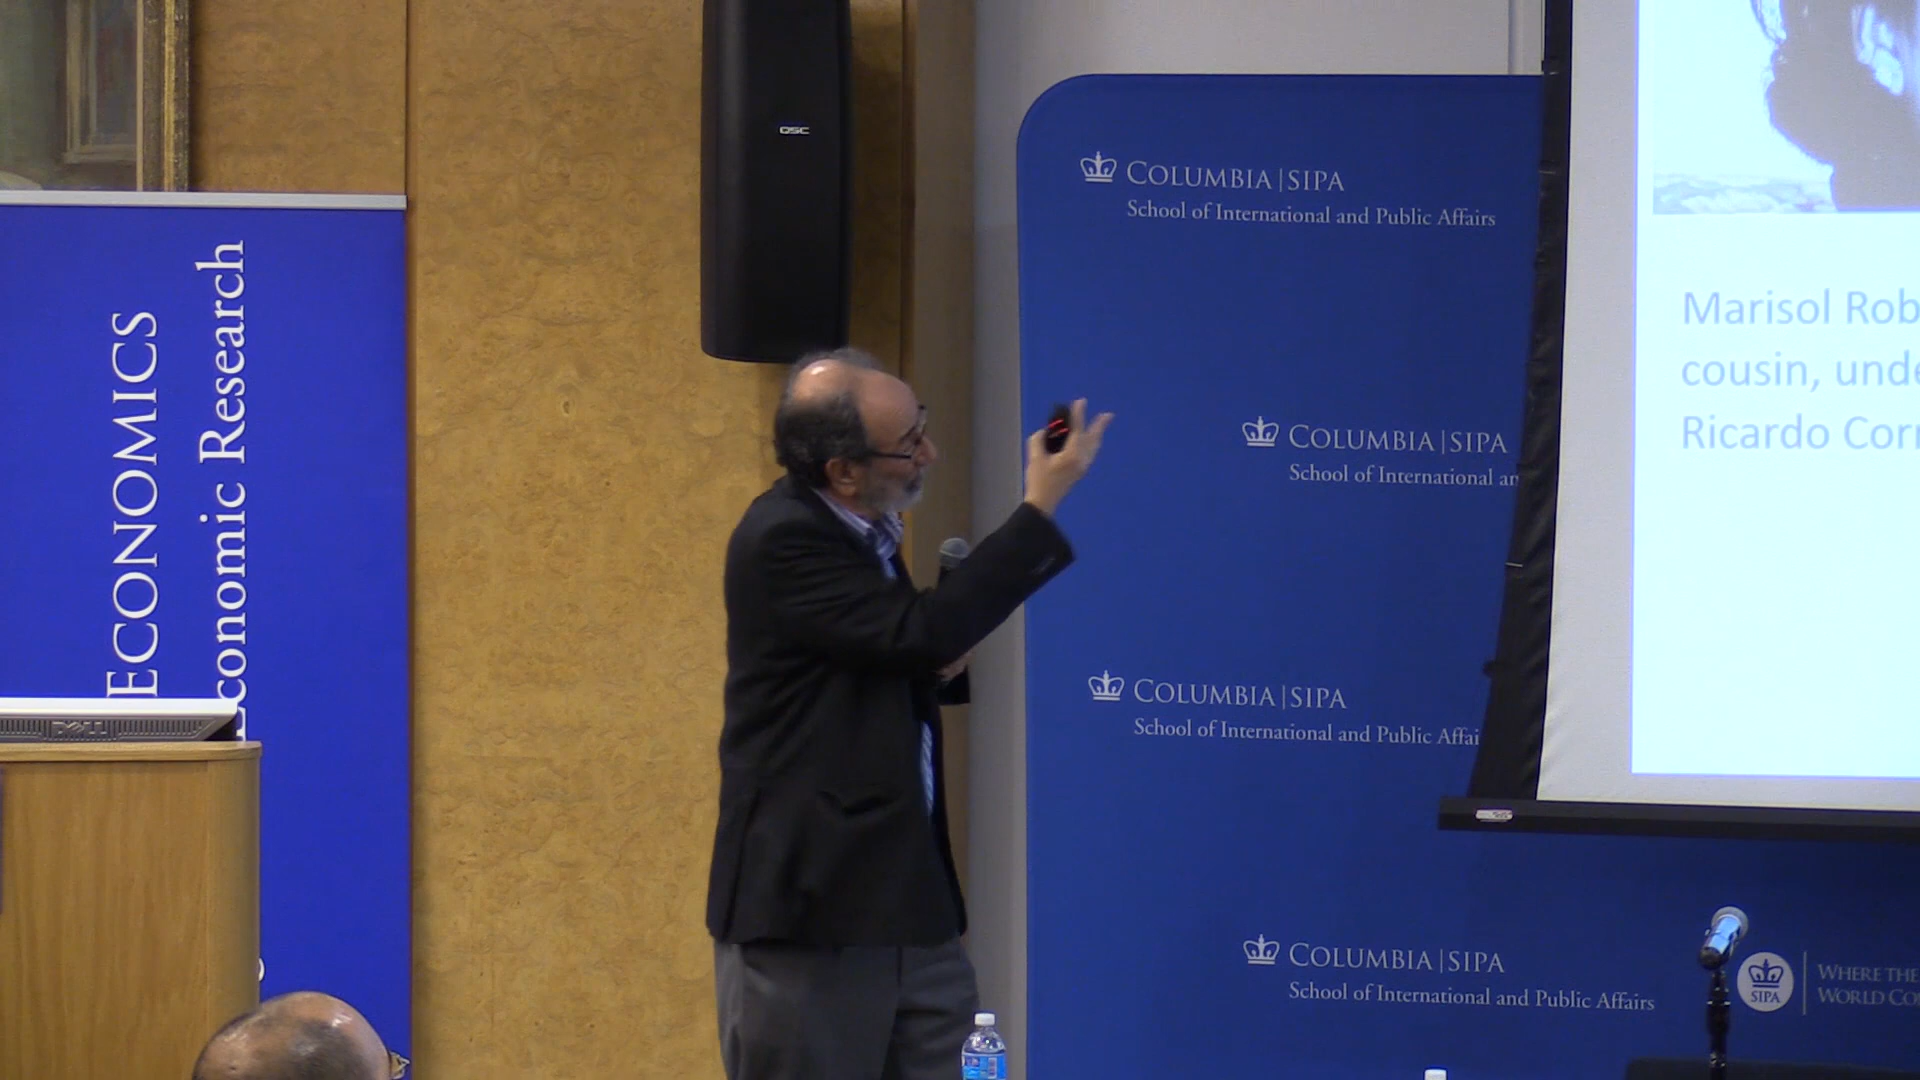 ECONOMICS
Economic Research
QSC
COLUMBIA | SIPA
School of International and Public Affairs
COLUMBIA | SIPA
School of International an
COLUMBIA | SIPA
School of International and Public Affai
COLUMBIA | SIPA
School of International and Public Affairs
SIPA
WHERE THE
WORLD CO
Marisol Rob
cousin, unde
Ricardo Corr
DELL